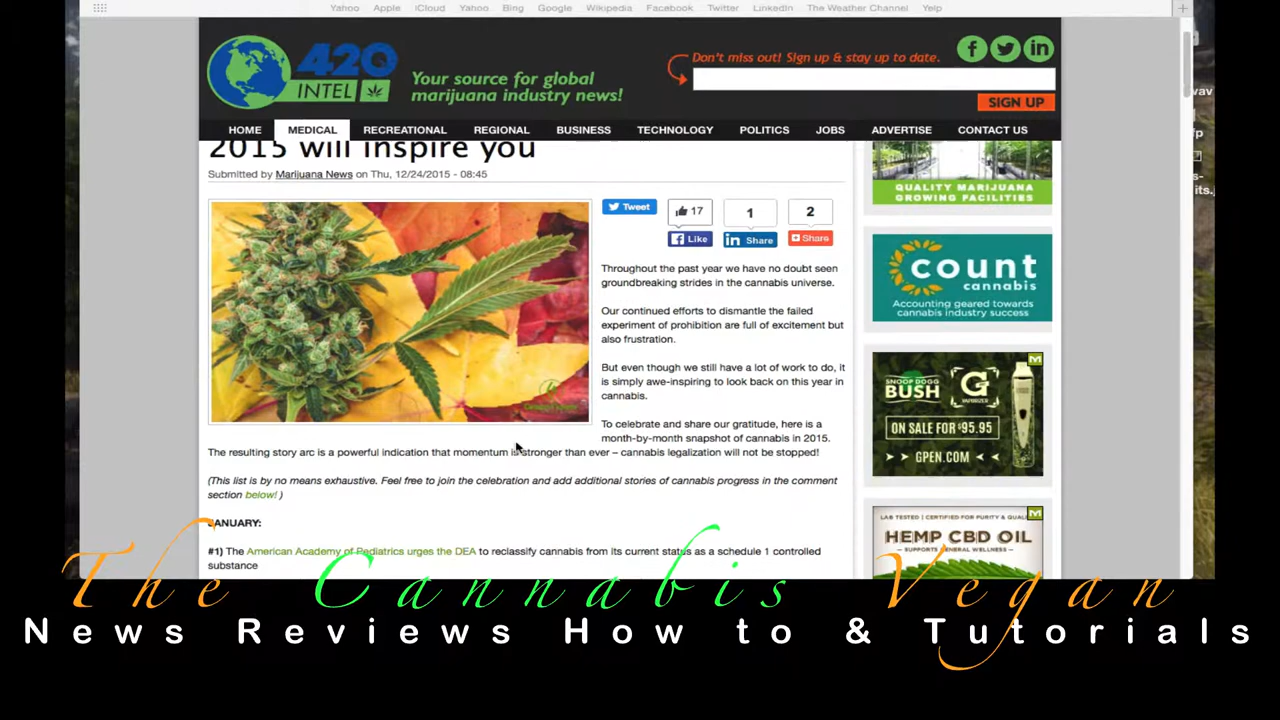 Yahoo Apple iCloud Yahoo Bing Google Wikipedia Facebook Twitter LinkedIn The Weather Channel Yelp
420
INTEL
Your source for global
marijuana industry news!
Don't miss out! Sign up & stay up to date.
SIGN UP
HOME MEDICAL RECREATIONAL REGIONAL BUSINESS TECHNOLOGY POLITICS JOBS ADVERTISE CONTACT US
2015 will inspire you
Submitted by Marijuana News on Thu, 12/24/2015 - 08:45
Tweet
17
Like
1
Share
2
Share
Throughout the past year we have no doubt seen
groundbreaking strides in the cannabis universe.
Our continued efforts to dismantle the failed
experiment of prohibition are full of excitement but
also frustration.
But even though we still have a lot of work to do, it
is simply awe-inspiring to look back on this year in
cannabis.
To celebrate and share our gratitude, here is a
month-by-month snapshot of cannabis in 2015.
The resulting story arc is a powerful indication that momentum is stronger than ever – cannabis legalization will not be stopped!
(This list is by no means exhaustive. Feel free to join the celebration and add additional stories of cannabis progress in the comment
section below! )
JANUARY:
#1) The American Academy of Pediatrics urges the DEA to reclassify cannabis from its current status as a schedule 1 controlled
substance
QUALITY MARIJUANA
GROWING FACILITIES
count
cannabis
Accounting geared towards
cannabis industry success
SNOOP DOGG
BUSH
G
VAPORIZER
ON SALE FOR $95.95
GPEN.COM
LAB TESTED | CERTIFIED FOR PURITY &
HEMP CBD OIL
SUPPORTS GENERAL WELLNESS
wav
The Cannabis Vegan
News Reviews How to & Tutorials